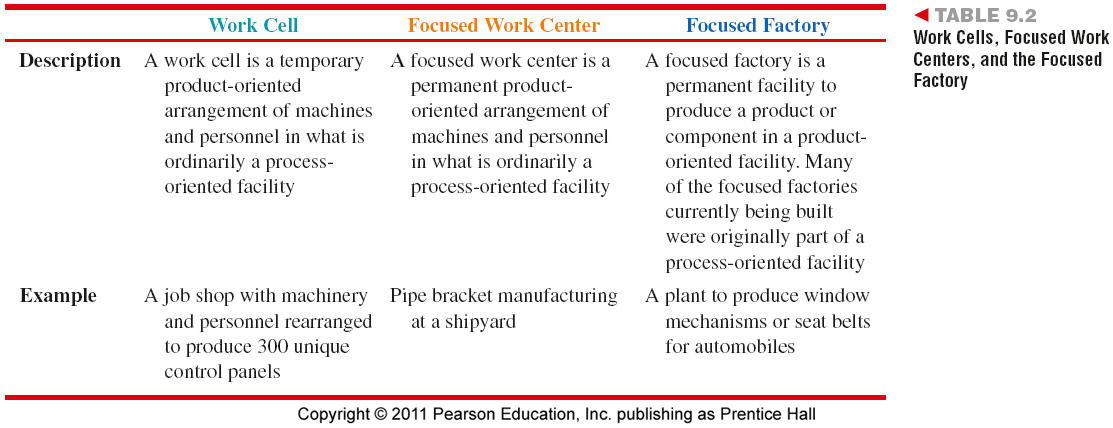 Work Cell Focused Work Center Focused Factory
Description
A work cell is a temporary
product-oriented
arrangement of machines
and personnel in what is
ordinarily a process-
oriented facility
A focused work center is a
permanent product-
oriented arrangement of
machines and personnel
in what is ordinarily a
process-oriented facility
A focused factory is a
permanent facility to
produce a product or
component in a product-
oriented facility. Many
of the focused factories
currently being built
were originally part of a
process-oriented facility
Example
A job shop with machinery
and personnel rearranged
to produce 300 unique
control panels
Pipe bracket manufacturing
at a shipyard
A plant to produce window
mechanisms or seat belts
for automobiles
◄ TABLE 9.2
Work Cells, Focused Work
Centers, and the Focused
Factory
Copyright © 2011 Pearson Education, Inc. publishing as Prentice Hall